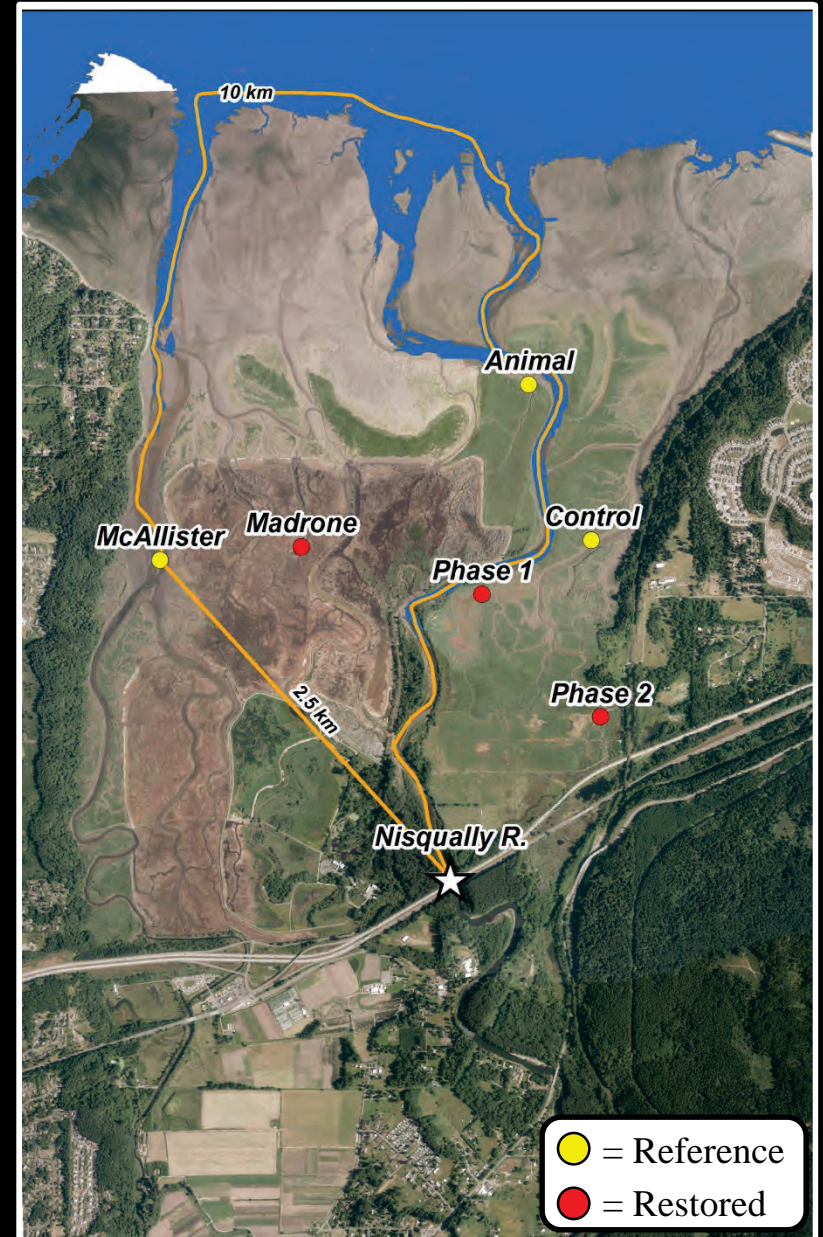 10 km
Animal
Control
McAllister
Madrone
Phase 1
Phase 2
2.5 km
Nisqually R.
= Reference
= Restored